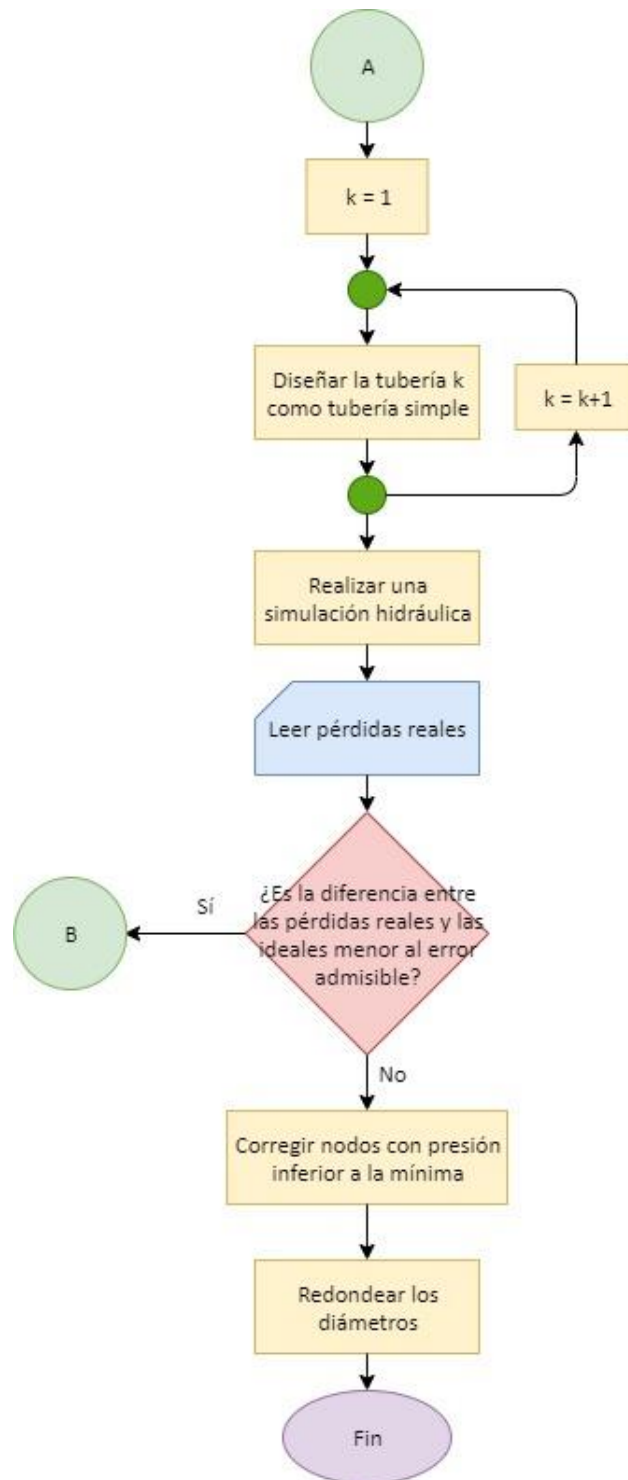 A
k = 1
Diseñar la tubería k
como tubería simple
k = k+1
Realizar una
simulación hidráulica
Leer pérdidas reales
¿Es la diferencia entre
las pérdidas reales y las
ideales menor al error
admisible?
Sí
B
No
Corregir nodos con presión
inferior a la mínima
Redondear los
diámetros
Fin